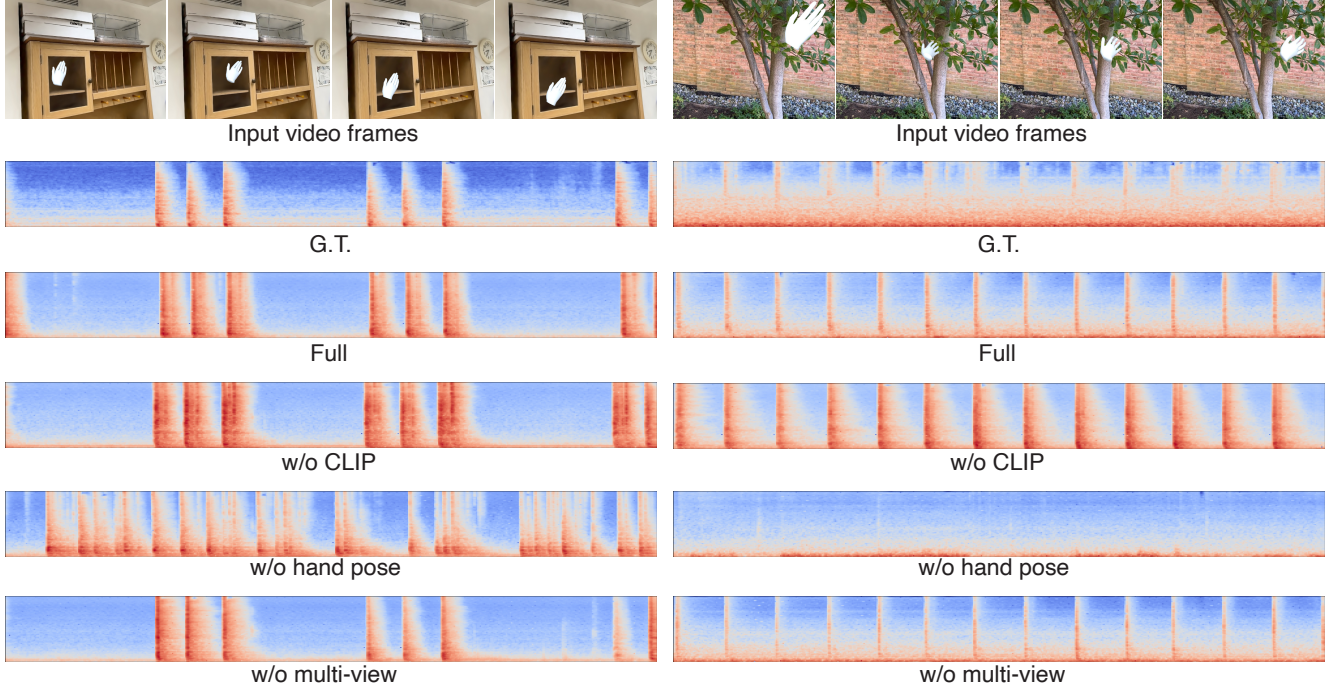 Input video frames
Input video frames
G.T.
G.T.
Full
Full
w/o CLIP
w/o CLIP
w/o hand pose
w/o hand pose
w/o multi-view
w/o multi-view